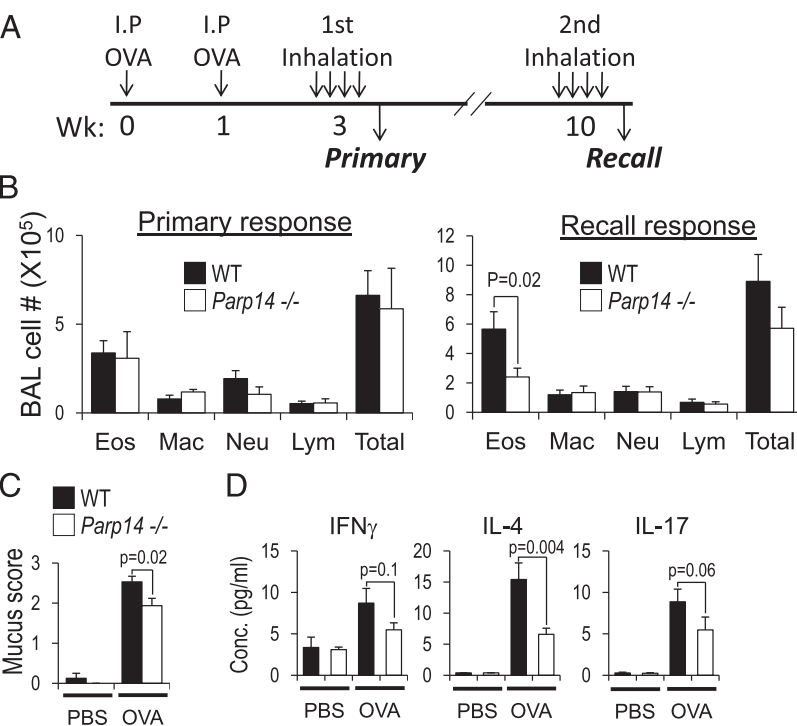 A
I.P I.P 1st 2nd
OVA OVA Inhalation Inhalation
Wk: 0 1 3 10
Primary Recall
B
Primary response
BAL cell # (X10⁵)
10
5
0
WT
Parp14 -/-
Eos Mac Neu Lym Total
Recall response
12
10
8
6
4
2
0
P=0.02
WT
Parp14 -/-
Eos Mac Neu Lym Total
C
WT
Parp14 -/-
Mucus score
3
2
1
0
p=0.02
PBS OVA
D
IFNγ
Conc. (pg/ml)
15
10
5
0
p=0.1
PBS OVA
IL-4
20
15
10
5
0
p=0.004
PBS OVA
IL-17
15
10
5
0
p=0.06
PBS OVA